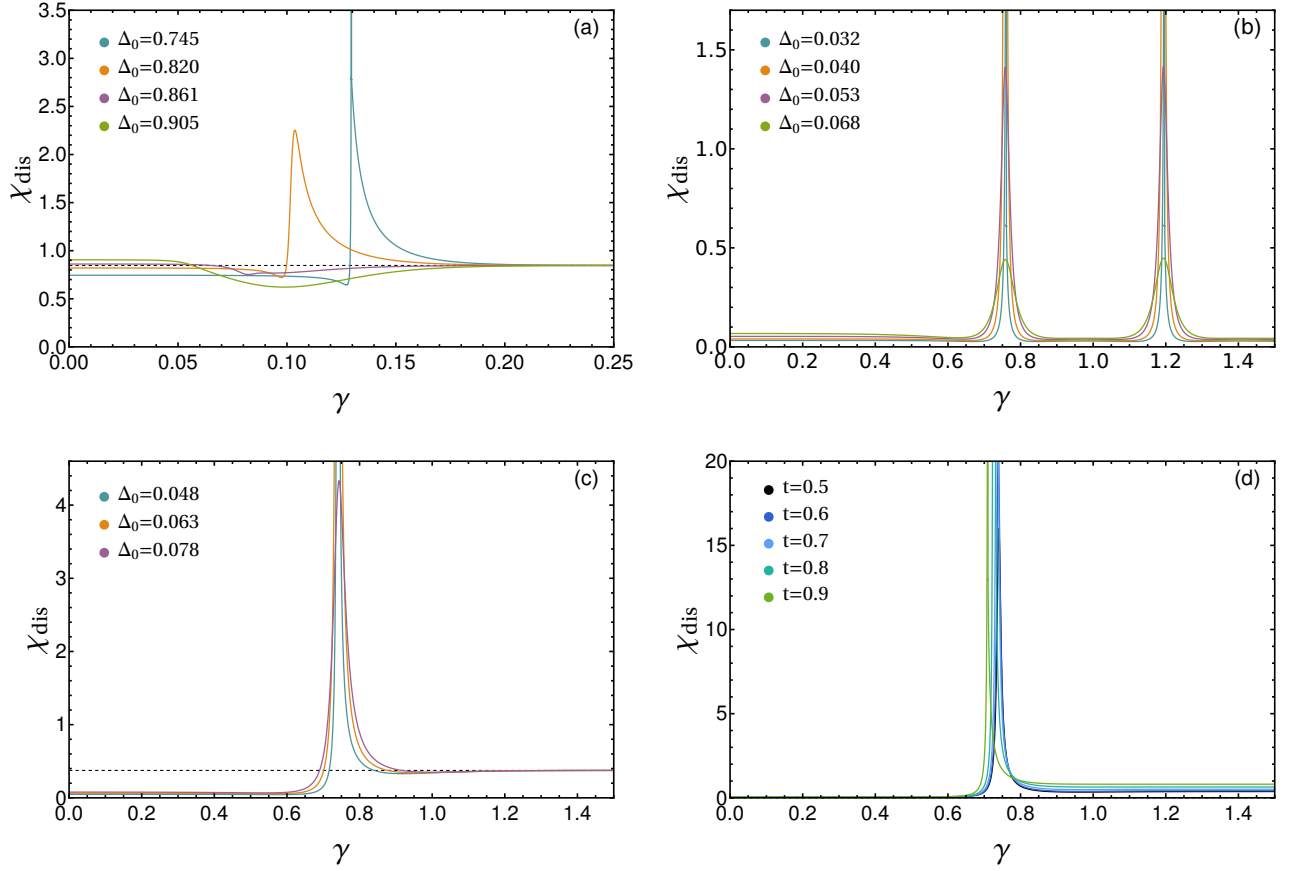 (a)
Δ₀=0.745
Δ₀=0.820
Δ₀=0.861
Δ₀=0.905
χdis
3.5
3.0
2.5
2.0
1.5
1.0
0.5
0.0
0.00 0.05 0.10 0.15 0.20 0.25
γ
(b)
Δ₀=0.032
Δ₀=0.040
Δ₀=0.053
Δ₀=0.068
χdis
1.5
1.0
0.5
0.0
0.0 0.2 0.4 0.6 0.8 1.0 1.2 1.4
γ
(c)
Δ₀=0.048
Δ₀=0.063
Δ₀=0.078
χdis
4
3
2
1
0
0.0 0.2 0.4 0.6 0.8 1.0 1.2 1.4
γ
(d)
t=0.5
t=0.6
t=0.7
t=0.8
t=0.9
χdis
20
15
10
5
0
0.0 0.2 0.4 0.6 0.8 1.0 1.2 1.4
γ